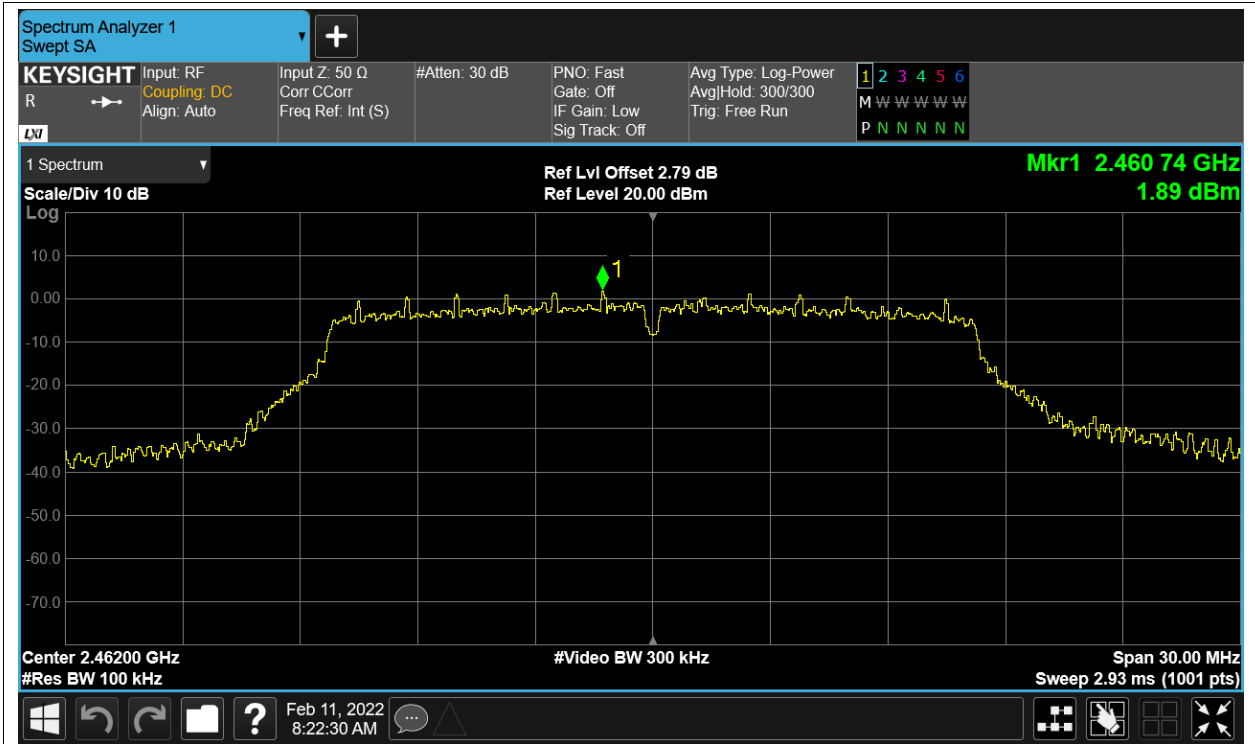 Spectrum Analyzer 1
Swept SA
KEYSIGHT
R
LXI
Input: RF
Coupling: DC
Align: Auto
Input Z: 50 Ω
Corr CCorr
Freq Ref: Int (S)
#Atten: 30 dB
PNO: Fast
Gate: Off
IF Gain: Low
Sig Track: Off
Avg Type: Log-Power
Avg|Hold: 300/300
Trig: Free Run
1 2 3 4 5 6
M W W W W W
P N N N N N
1 Spectrum
Scale/Div 10 dB
Log
Ref Lvl Offset 2.79 dB
Ref Level 20.00 dBm
Mkr1 2.460 74 GHz
1.89 dBm
1
10.0
0.00
-10.0
-20.0
-30.0
-40.0
-50.0
-60.0
-70.0
Center 2.46200 GHz
#Res BW 100 kHz
#Video BW 300 kHz
Span 30.00 MHz
Sweep 2.93 ms (1001 pts)
?
Feb 11, 2022
8:22:30 AM